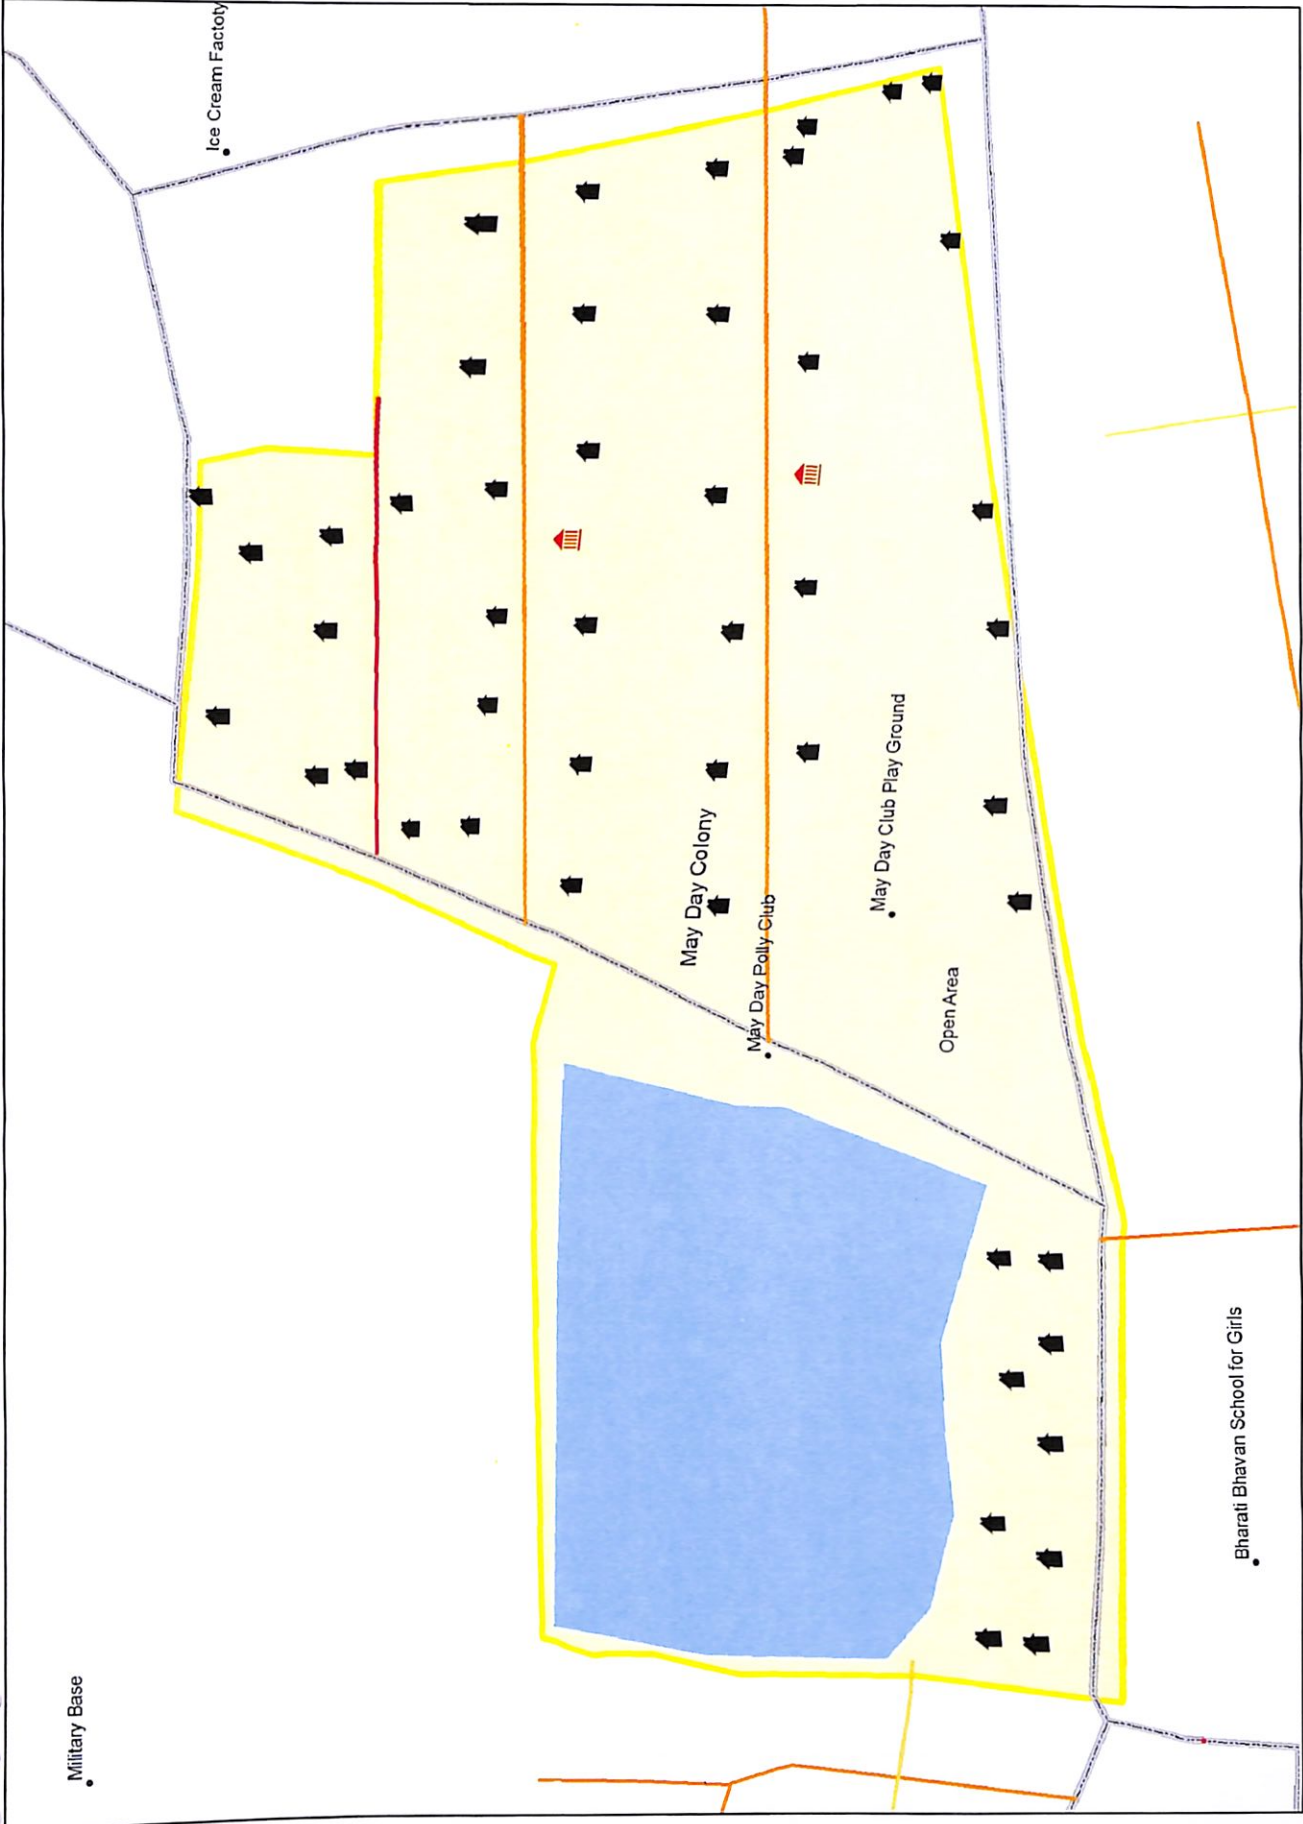 Ice Cream Factoty
May Day Colony
May Day Polly Club
May Day Club Play Ground
Open Area
Military Base
Bharati Bhavan School for Girls